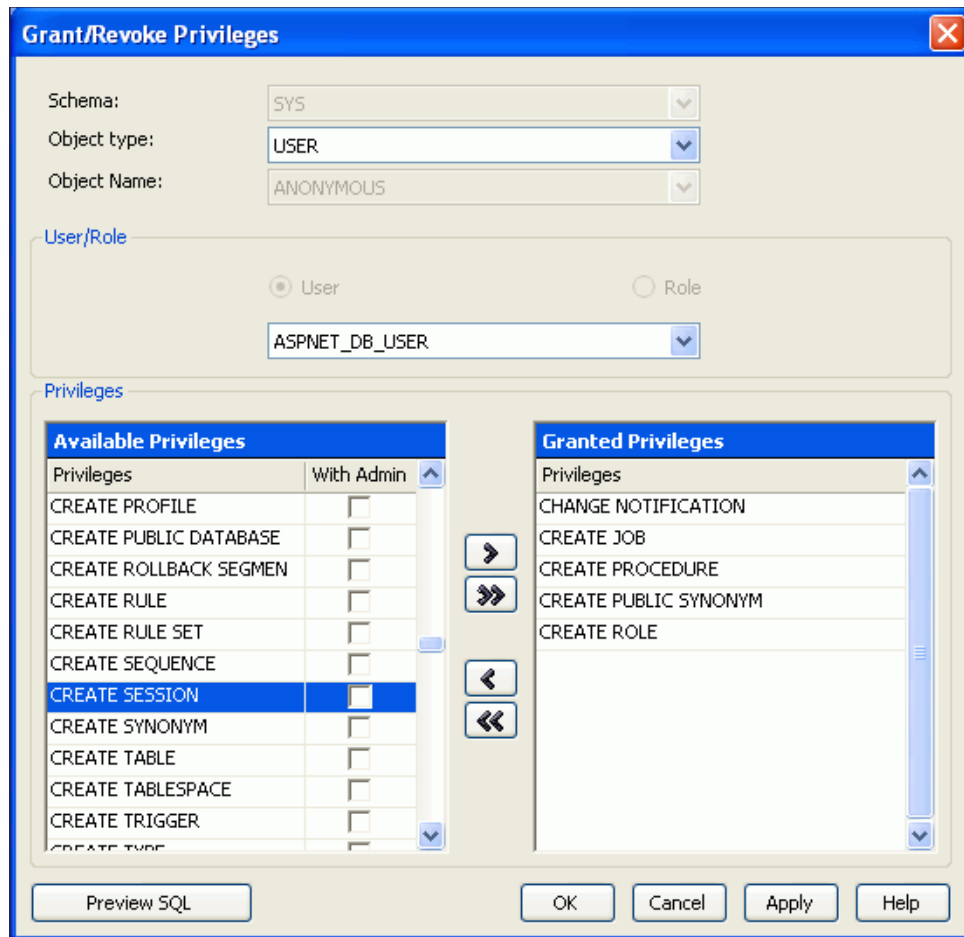 Grant/Revoke Privileges
Schema: SYS
Object type: USER
Object Name: ANONYMOUS
User/Role
User Role
ASPNET_DB_USER
Privileges
Available Privileges
Privileges With Admin
CREATE PROFILE
CREATE PUBLIC DATABASE
CREATE ROLLBACK SEGMEN
CREATE RULE
CREATE RULE SET
CREATE SEQUENCE
CREATE SESSION
CREATE SYNONYM
CREATE TABLE
CREATE TABLESPACE
CREATE TRIGGER
CREATE TYPE
Granted Privileges
Privileges
CHANGE NOTIFICATION
CREATE JOB
CREATE PROCEDURE
CREATE PUBLIC SYNONYM
CREATE ROLE
Preview SQL OK Cancel Apply Help